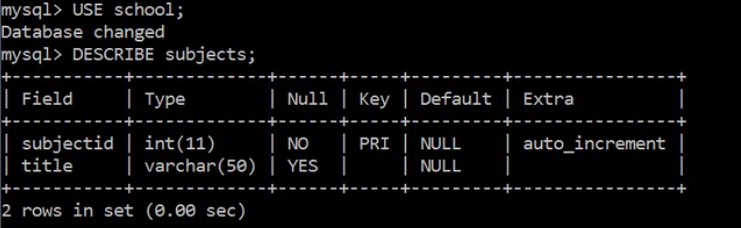 mysql> USE school;
Database changed
mysql> DESCRIBE subjects;
+-----------+-------------+------+-----+---------+----------------+
| Field     | Type        | Null | Key | Default | Extra          |
+-----------+-------------+------+-----+---------+----------------+
| subjectid | int(11)     | NO   | PRI | NULL    | auto_increment |
| title     | varchar(50) | YES  |     | NULL    |                |
+-----------+-------------+------+-----+---------+----------------+
2 rows in set (0.00 sec)